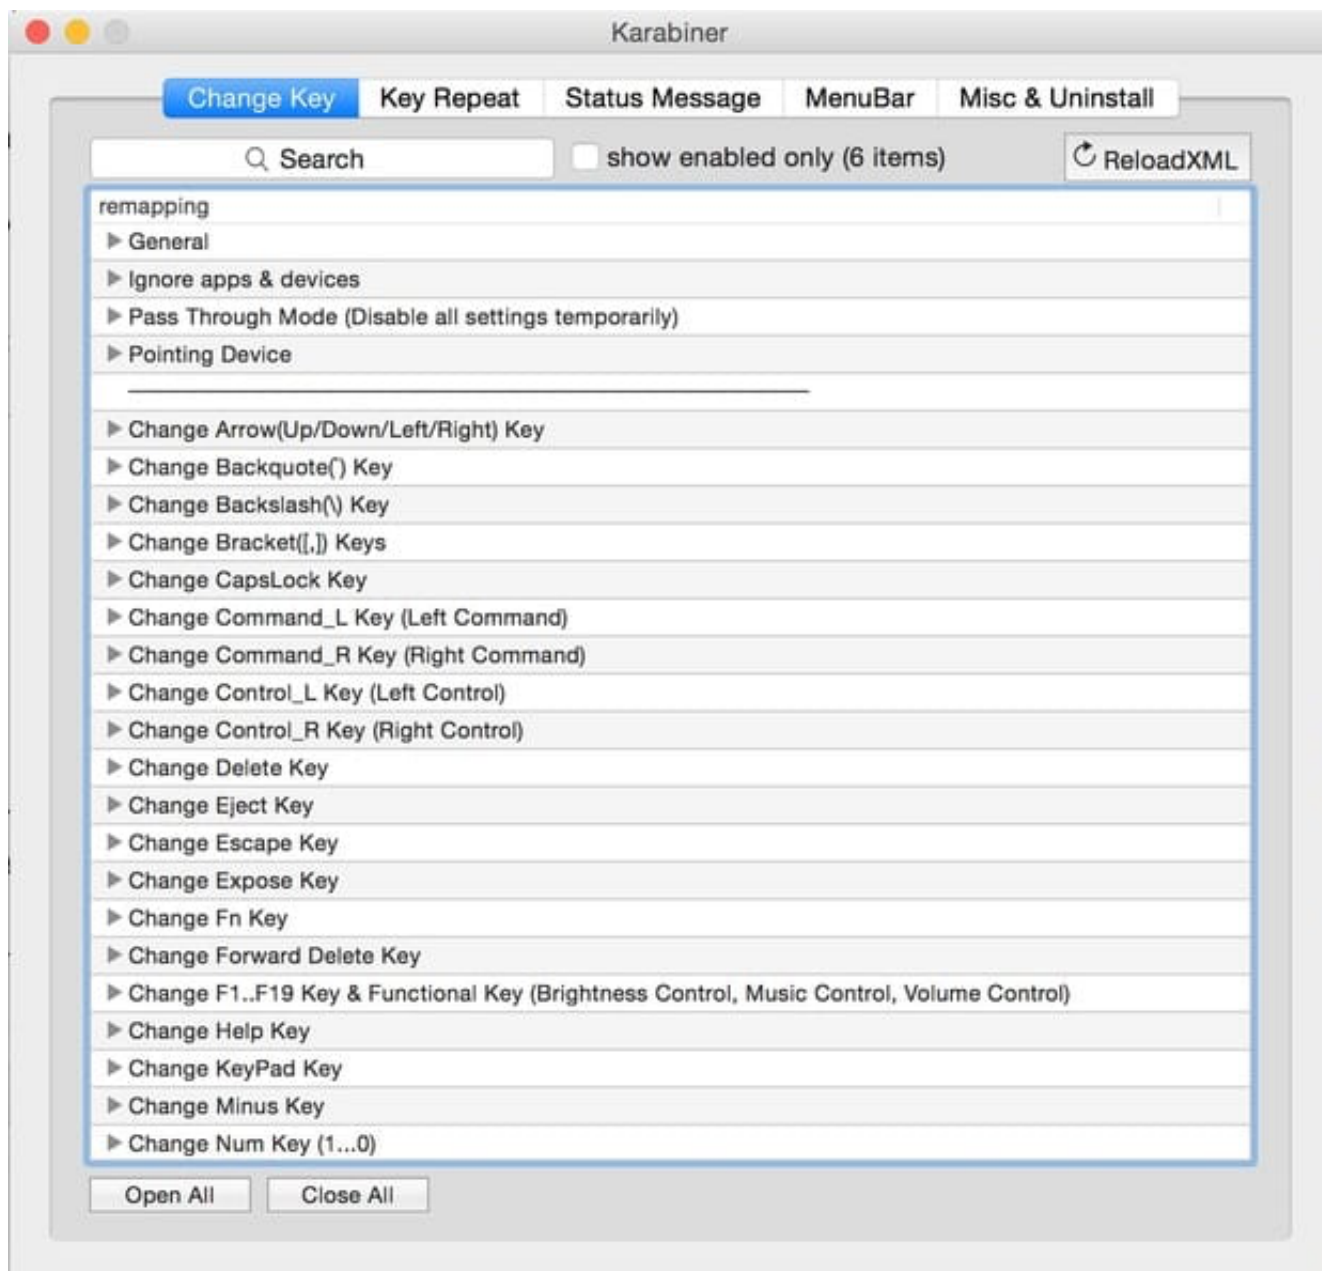 Karabiner
Change Key Key Repeat Status Message MenuBar Misc & Uninstall
Search show enabled only (6 items) ReloadXML
remapping
General
Ignore apps & devices
Pass Through Mode (Disable all settings temporarily)
Pointing Device
Change Arrow(Up/Down/Left/Right) Key
Change Backquote(`) Key
Change Backslash(\) Key
Change Bracket([,]) Keys
Change CapsLock Key
Change Command_L Key (Left Command)
Change Command_R Key (Right Command)
Change Control_L Key (Left Control)
Change Control_R Key (Right Control)
Change Delete Key
Change Eject Key
Change Escape Key
Change Expose Key
Change Fn Key
Change Forward Delete Key
Change F1..F19 Key & Functional Key (Brightness Control, Music Control, Volume Control)
Change Help Key
Change KeyPad Key
Change Minus Key
Change Num Key (1...0)
Open All Close All